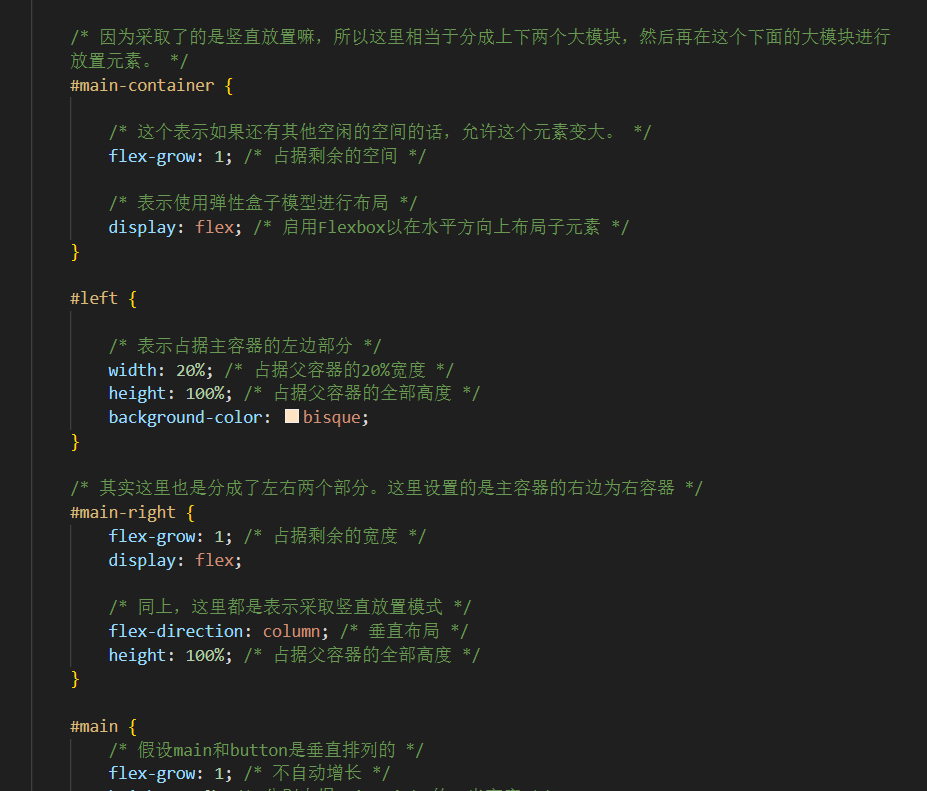 /* 因为采取了的是竖直放置嘛，所以这里相当于分成上下两个大模块，然后再在这个下面的大模块进行
放置元素。 */
#main-container {
/* 这个表示如果还有其他空闲的空间的话，允许这个元素变大。 */
flex-grow: 1; /* 占据剩余的空间 */
/* 表示使用弹性盒子模型进行布局 */
display: flex; /* 启用Flexbox以在水平方向上布局子元素 */
}
#left {
/* 表示占据主容器的左边部分 */
width: 20%; /* 占据父容器的20%宽度 */
height: 100%; /* 占据父容器的全部高度 */
background-color: bisque;
}
/* 其实这里也是分成了左右两个部分。这里设置的是主容器的右边为右容器 */
#main-right {
flex-grow: 1; /* 占据剩余的宽度 */
display: flex;
/* 同上，这里都是表示采取竖直放置模式 */
flex-direction: column; /* 垂直布局 */
height: 100%; /* 占据父容器的全部高度 */
}
#main {
/* 假设main和button是垂直排列的 */
flex-grow: 1; /* 不自动增长 */